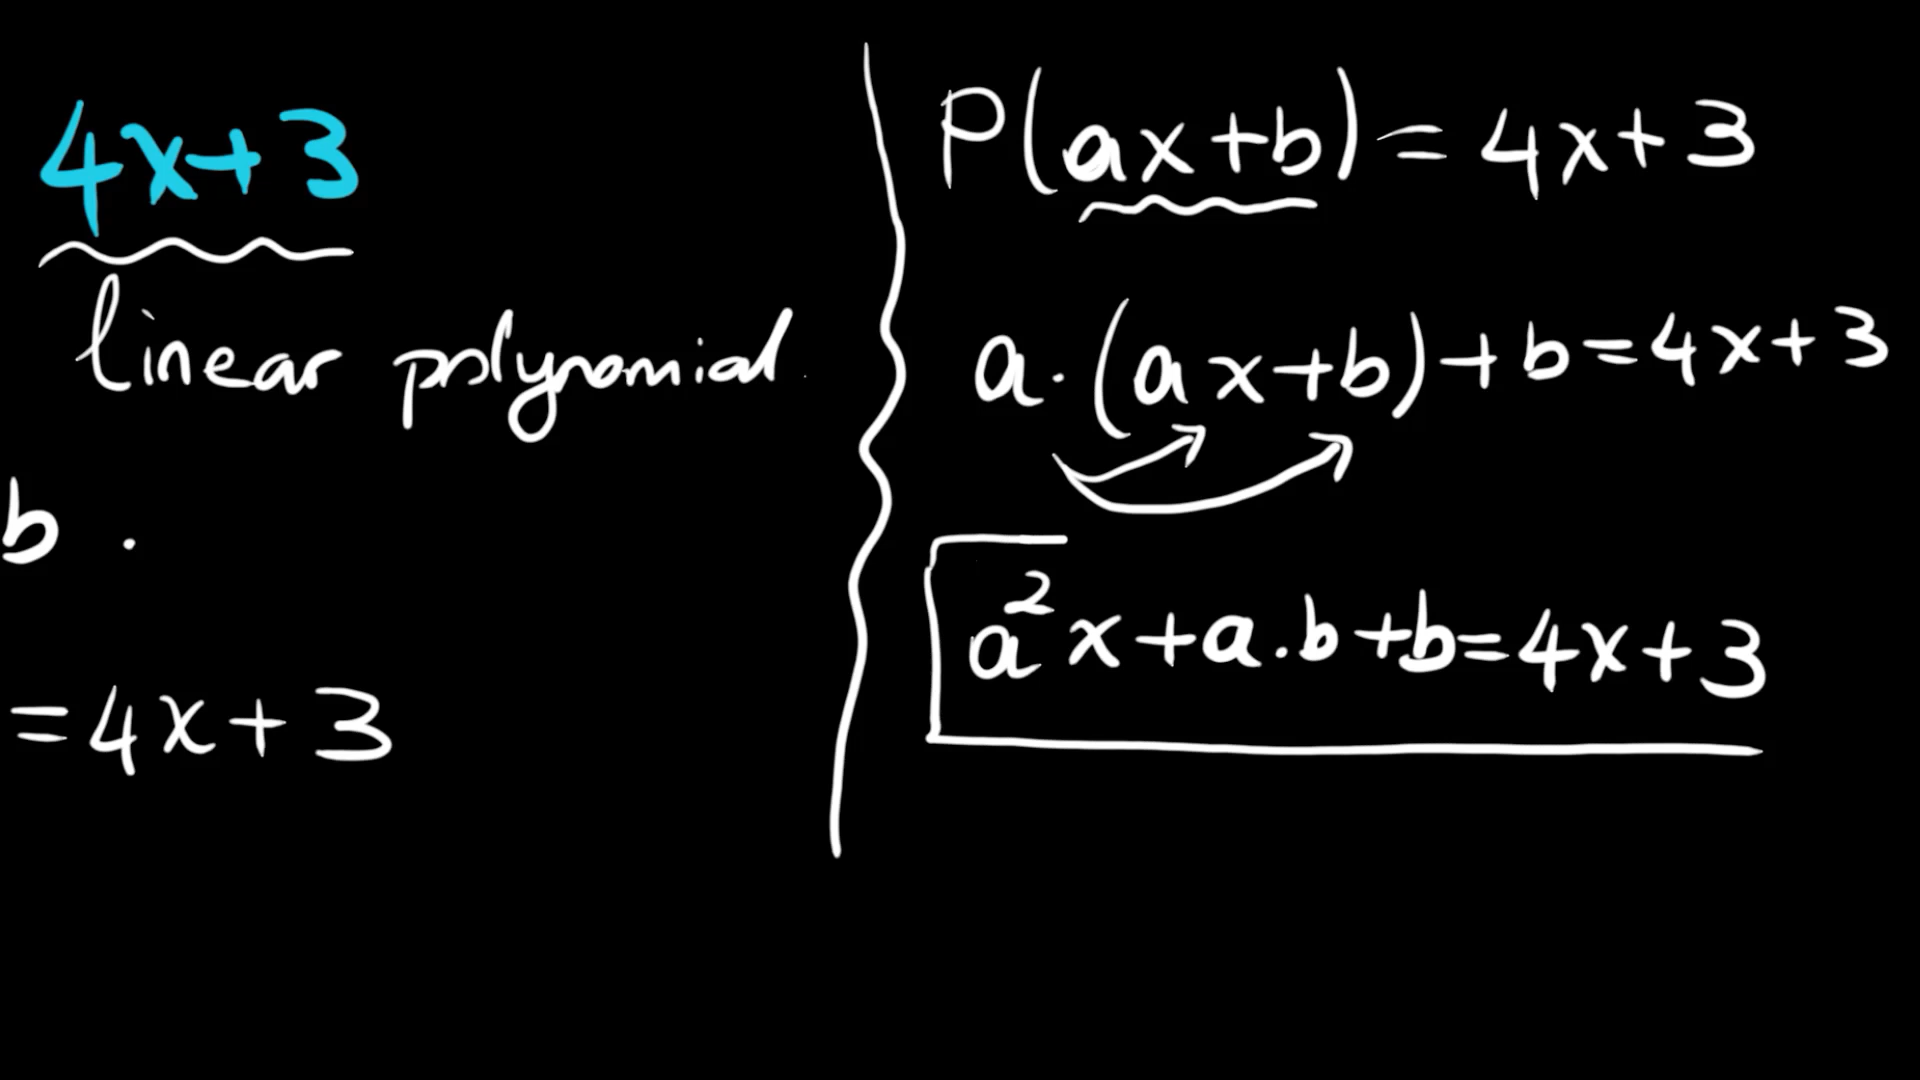 4x+3
linear polynomial
b .
=4x+3
P(ax+b)=4x+3
a·(ax+b)+b=4x+3
a²x+a.b+b=4x+3